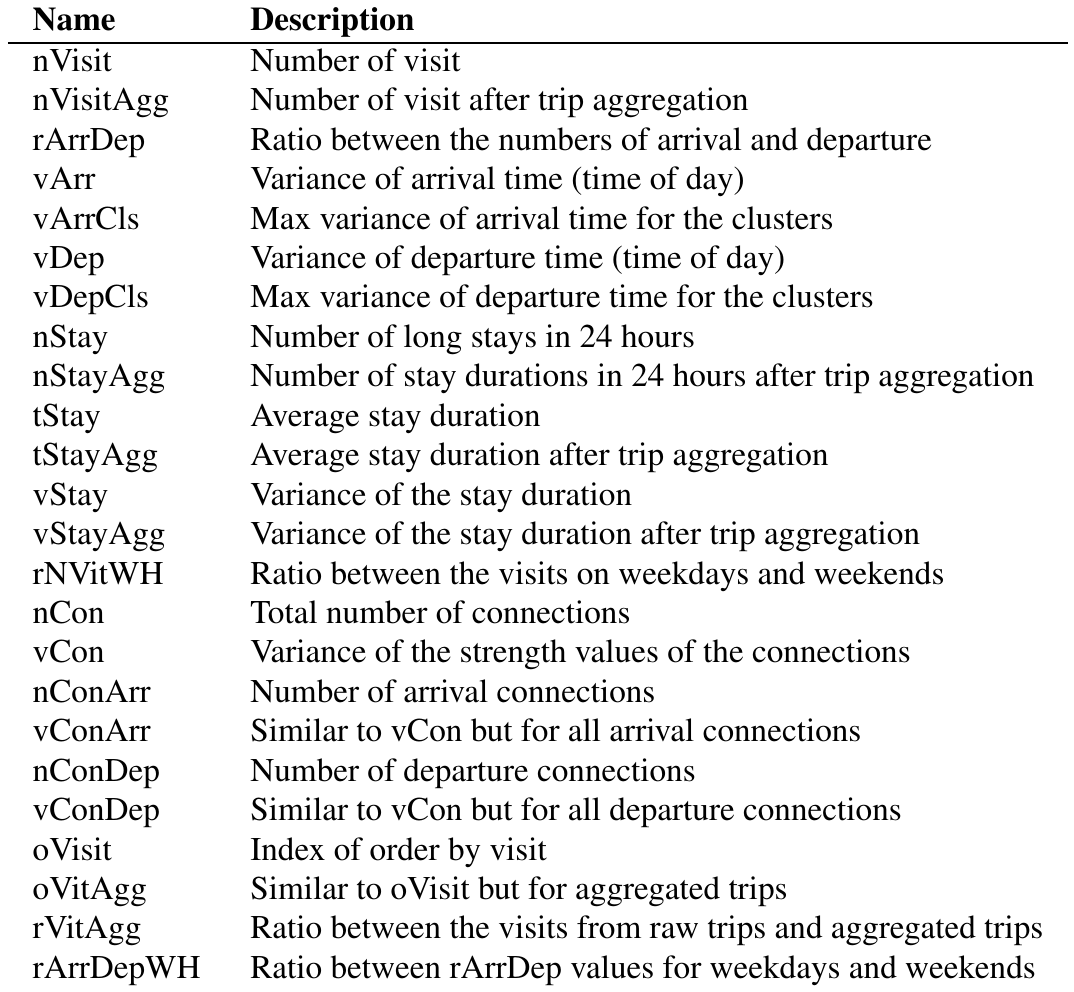 Name Description
nVisit Number of visit
nVisitAgg Number of visit after trip aggregation
rArrDep Ratio between the numbers of arrival and departure
vArr Variance of arrival time (time of day)
vArrCls Max variance of arrival time for the clusters
vDep Variance of departure time (time of day)
vDepCls Max variance of departure time for the clusters
nStay Number of long stays in 24 hours
nStayAgg Number of stay durations in 24 hours after trip aggregation
tStay Average stay duration
tStayAgg Average stay duration after trip aggregation
vStay Variance of the stay duration
vStayAgg Variance of the stay duration after trip aggregation
rNVitWH Ratio between the visits on weekdays and weekends
nCon Total number of connections
vCon Variance of the strength values of the connections
nConArr Number of arrival connections
vConArr Similar to vCon but for all arrival connections
nConDep Number of departure connections
vConDep Similar to vCon but for all departure connections
oVisit Index of order by visit
oVitAgg Similar to oVisit but for aggregated trips
rVitAgg Ratio between the visits from raw trips and aggregated trips
rArrDepWH Ratio between rArrDep values for weekdays and weekends